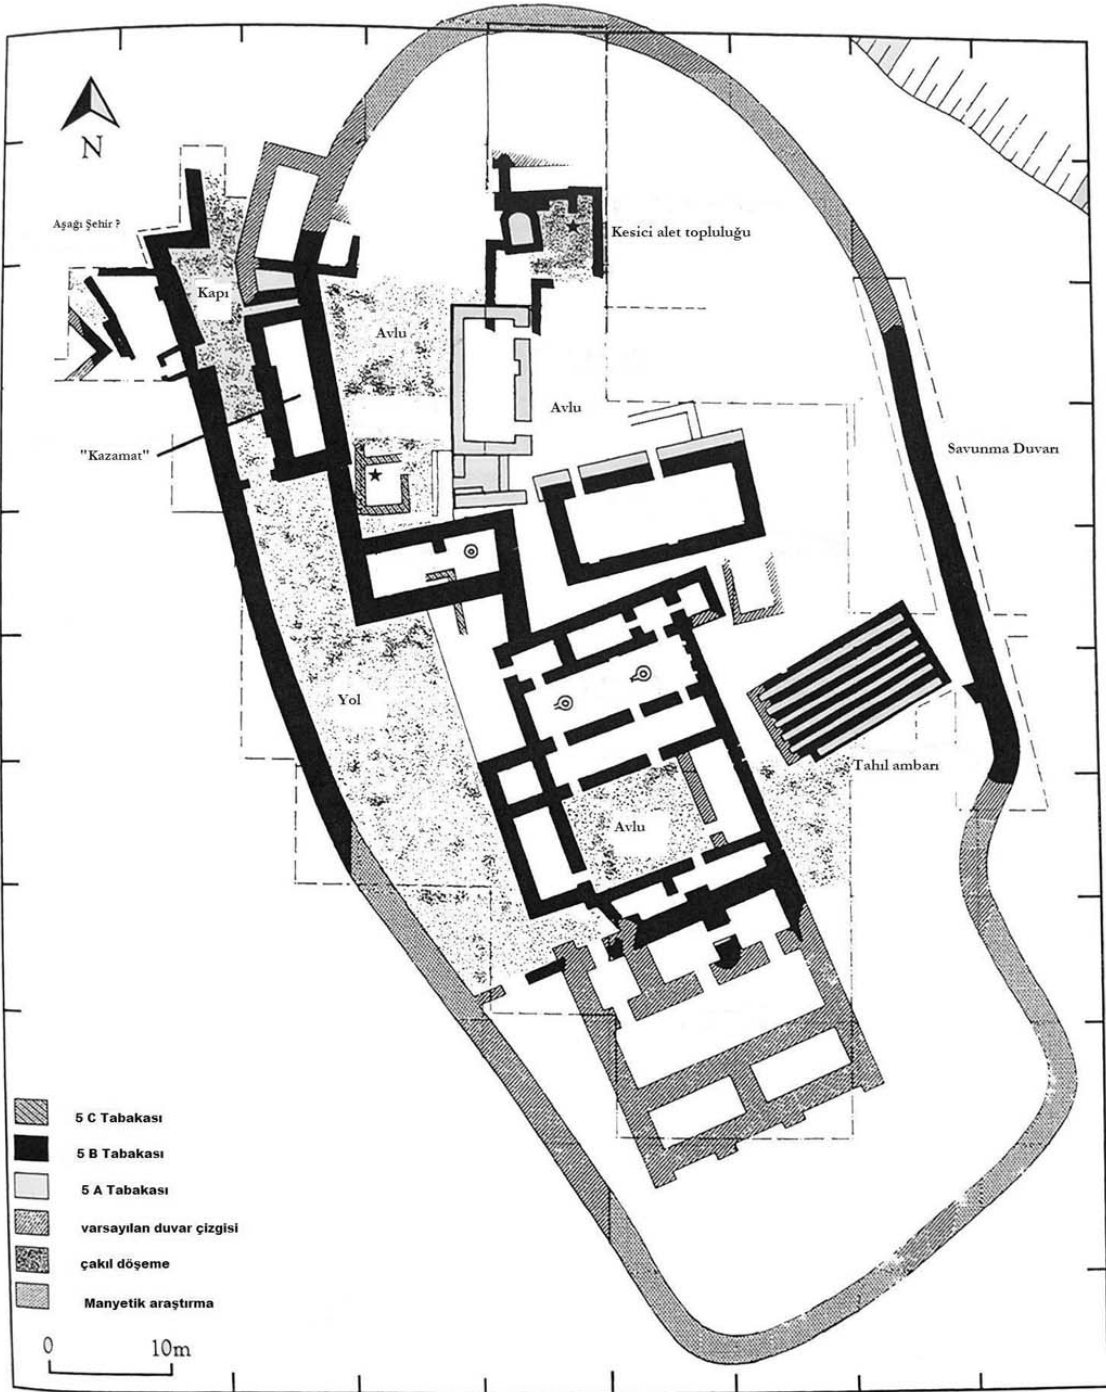 N
Aşağı Şehir ?
Kesici alet topluluğu
Kapı
Avlu
Avlu
"Kazamat"
Savunma Duvarı
Yol
Tahıl ambarı
Avlu
5 C Tabakası
5 B Tabakası
5 A Tabakası
varsayılan duvar çizgisi
çakıl döşeme
Manyetik araştırma
0 10m